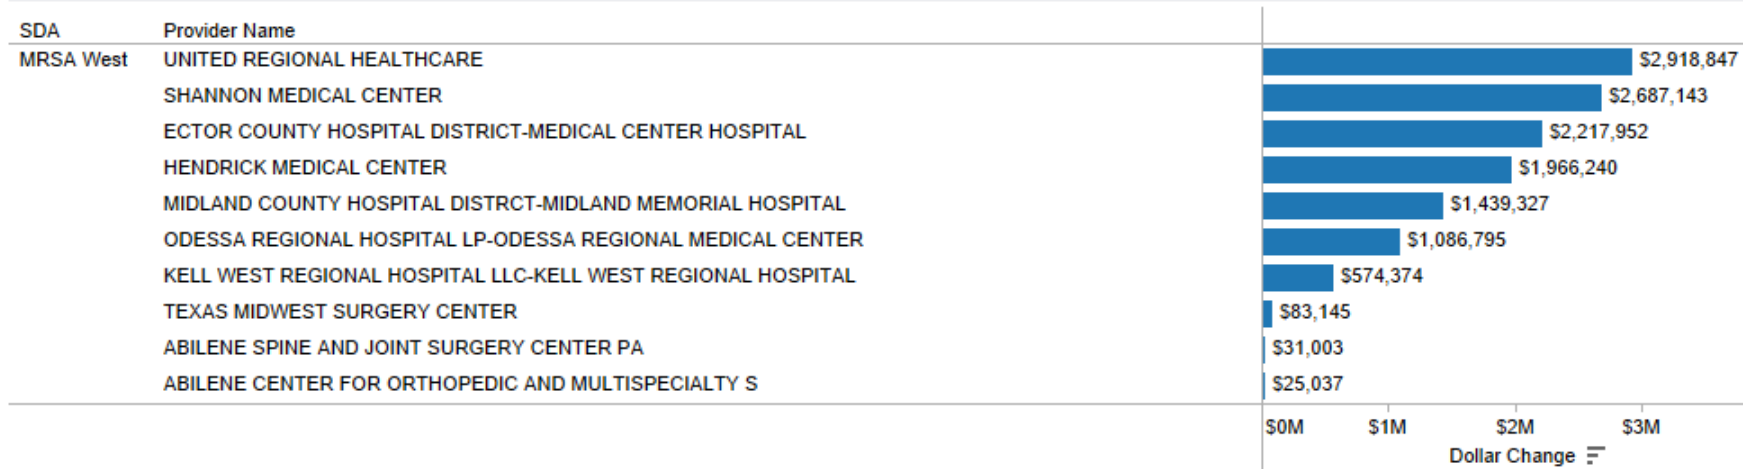 SDA Provider Name
MRSA West UNITED REGIONAL HEALTHCARE $2,918,847
SHANNON MEDICAL CENTER $2,687,143
ECTOR COUNTY HOSPITAL DISTRICT-MEDICAL CENTER HOSPITAL $2,217,952
HENDRICK MEDICAL CENTER $1,966,240
MIDLAND COUNTY HOSPITAL DISTRCT-MIDLAND MEMORIAL HOSPITAL $1,439,327
ODESSA REGIONAL HOSPITAL LP-ODESSA REGIONAL MEDICAL CENTER $1,086,795
KELL WEST REGIONAL HOSPITAL LLC-KELL WEST REGIONAL HOSPITAL $574,374
TEXAS MIDWEST SURGERY CENTER $83,145
ABILENE SPINE AND JOINT SURGERY CENTER PA $31,003
ABILENE CENTER FOR ORTHOPEDIC AND MULTISPECIALTY S $25,037
$0M $1M $2M $3M
Dollar Change